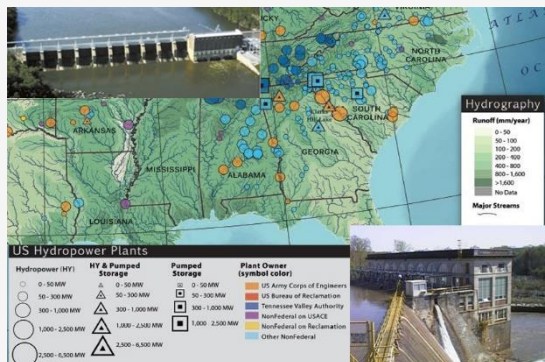 VIRGINIA
KY
ATLA
NORTH
CAROLINA
SOUTH
CAROLINA
ARKANSAS
MISSISSIPPI
ALABAMA
GEORGIA
LOUISIANA
Hydrography
Runoff (mm/year)
0 - 50
50 - 100
100 - 200
200 - 400
400 - 800
800 - 1,600
>1,600
No Data
Major Streams
US Hydropower Plants
Hydropower (HY)
0 - 50 MW
50 - 300 MW
300 - 1,000 MW
1,000 - 2,500 MW
2,500 - 6,500 MW
HY & Pumped
Storage
0 - 50 MW
50 - 300 MW
300 - 1,000 MW
1,000 - 2,500 MW
2,500 - 6,500 MW
Pumped
Storage
0 - 50 MW
50 - 300 MW
300 - 1,000 MW
1,000 - 2,500 MW
Plant Owner
(symbol color)
US Army Corps of Engineers
US Bureau of Reclamation
Tennessee Valley Authority
NonFederal on USACE
NonFederal on Reclamation
Other NonFederal